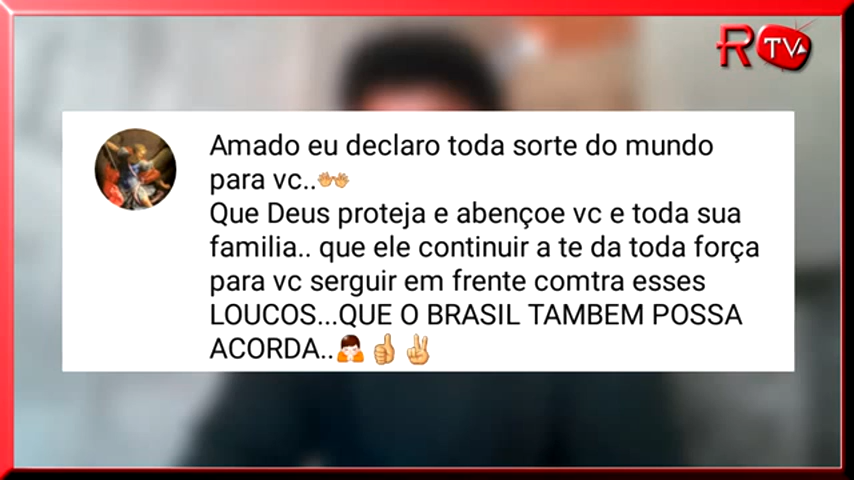 RTV
Amado eu declaro toda sorte do mundo
para vc..👐
Que Deus proteja e abençoe vc e toda sua
familia.. que ele continuir a te da toda força
para vc serguir em frente comtra esses
LOUCOS...QUE O BRASIL TAMBEM POSSA
ACORDA..🙇👍✌